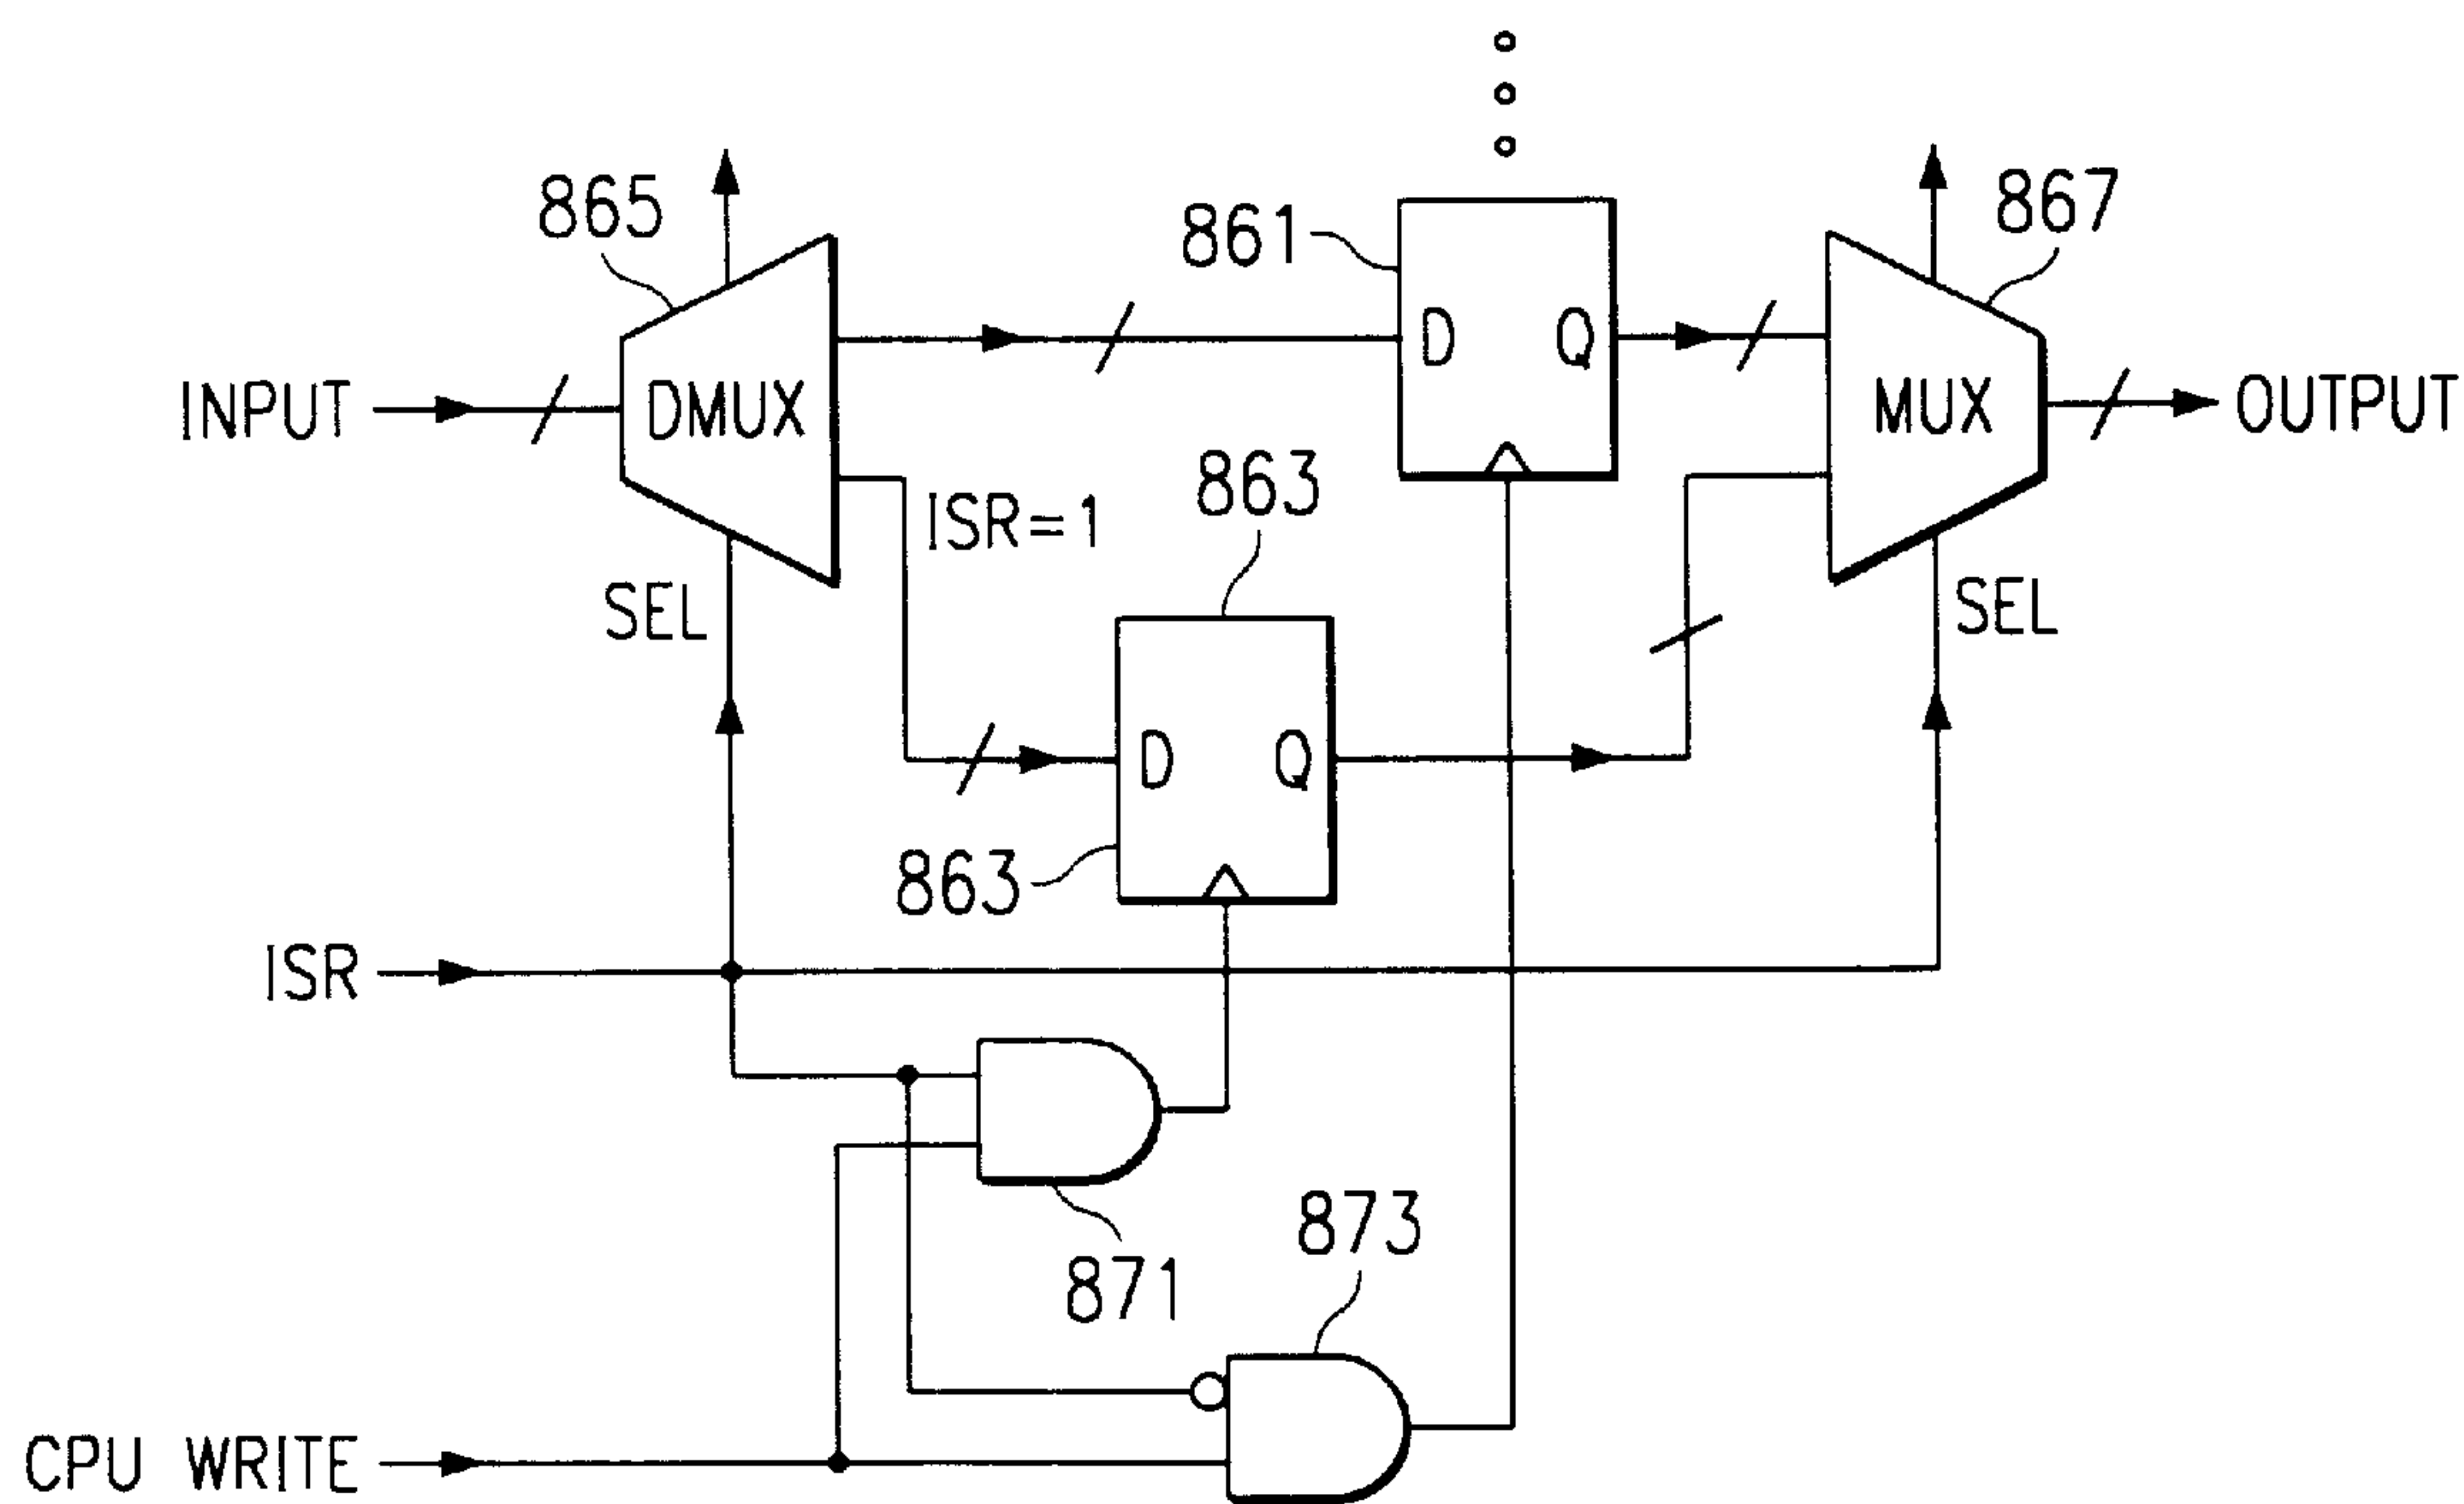 865
861
867
D Q
INPUT
DMUX
MUX
OUTPUT
863
ISR=1
SEL
SEL
D Q
863
ISR
871
873
CPU WRITE